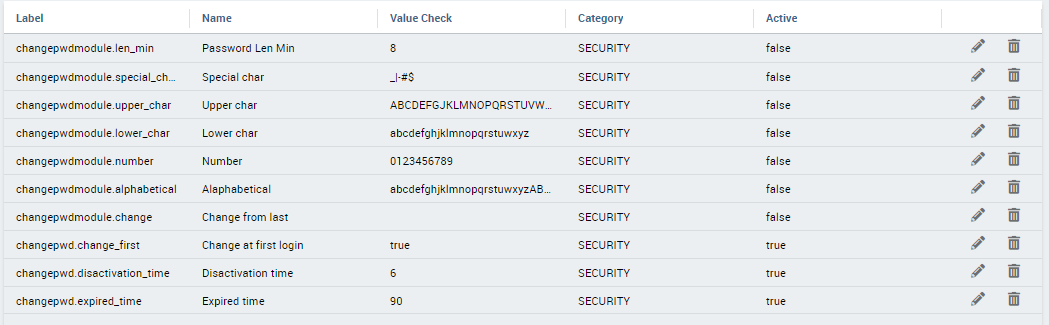 Label Name Value Check Category Active
changepwdmodule.len_min Password Len Min 8 SECURITY false
changepwdmodule.special_ch... Special char _|-#$ SECURITY false
changepwdmodule.upper_char Upper char ABCDEFGJKLMNOPQRSTUVW... SECURITY false
changepwdmodule.lower_char Lower char abcdefghjklmnopqrstuwxyz SECURITY false
changepwdmodule.number Number 0123456789 SECURITY false
changepwdmodule.alphabetical Alaphabetical abcdefghjklmnopqrstuwxyzAB... SECURITY false
changepwdmodule.change Change from last SECURITY false
changepwd.change_first Change at first login true SECURITY true
changepwd.disactivation_time Disactivation time 6 SECURITY true
changepwd.expired_time Expired time 90 SECURITY true